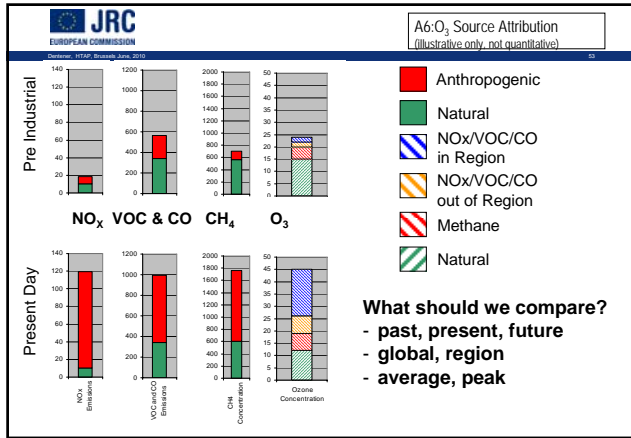 JRC
EUROPEAN COMMISSION
A6:O₃ Source Attribution
(illustrative only, not quantitative)
Dentener, HTAP, Brussels June, 2010
53
Pre Industrial
140
120
100
80
60
40
20
0
1200
1000
800
600
400
200
0
2000
1800
1600
1400
1200
1000
800
600
400
200
0
50
45
40
35
30
25
20
15
10
5
0
NOₓ VOC & CO CH₄ O₃
Present Day
140
120
100
80
60
40
20
0
1200
1000
800
600
400
200
0
2000
1800
1600
1400
1200
1000
800
600
400
200
0
50
45
40
35
30
25
20
15
10
5
0
NOx
Emissions
VOC and CO
Emissions
CH4
Concentration
Ozone
Concentration
Anthropogenic
Natural
NOx/VOC/CO
in Region
NOx/VOC/CO
out of Region
Methane
Natural
What should we compare?
- past, present, future
- global, region
- average, peak